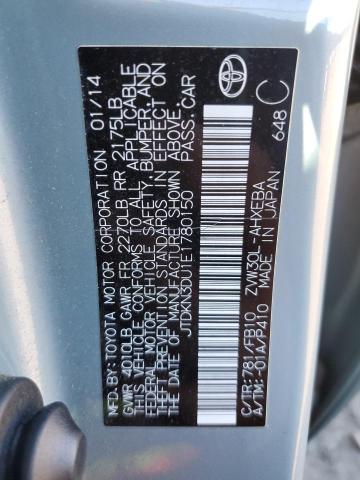 MFD.BY: TOYOTA MOTOR CORPORATION 01/14
GVWR 4010LB GAWR FR 2270LB RR 2175LB
THIS VEHICLE CONFORMS TO ALL APPLICABLE
FEDERAL MOTOR VEHICLE SAFETY, BUMPER, AND
THEFT PREVENTION STANDARDS IN EFFECT ON
THE DATE OF MANUFACTURE SHOWN ABOVE.
JTDKN3DU1E1780150 PASS.CAR
C/TR: 781/FB10 ZVW30L-AHXEBA
A/TM: -01A/P410 MADE IN JAPAN 648 C